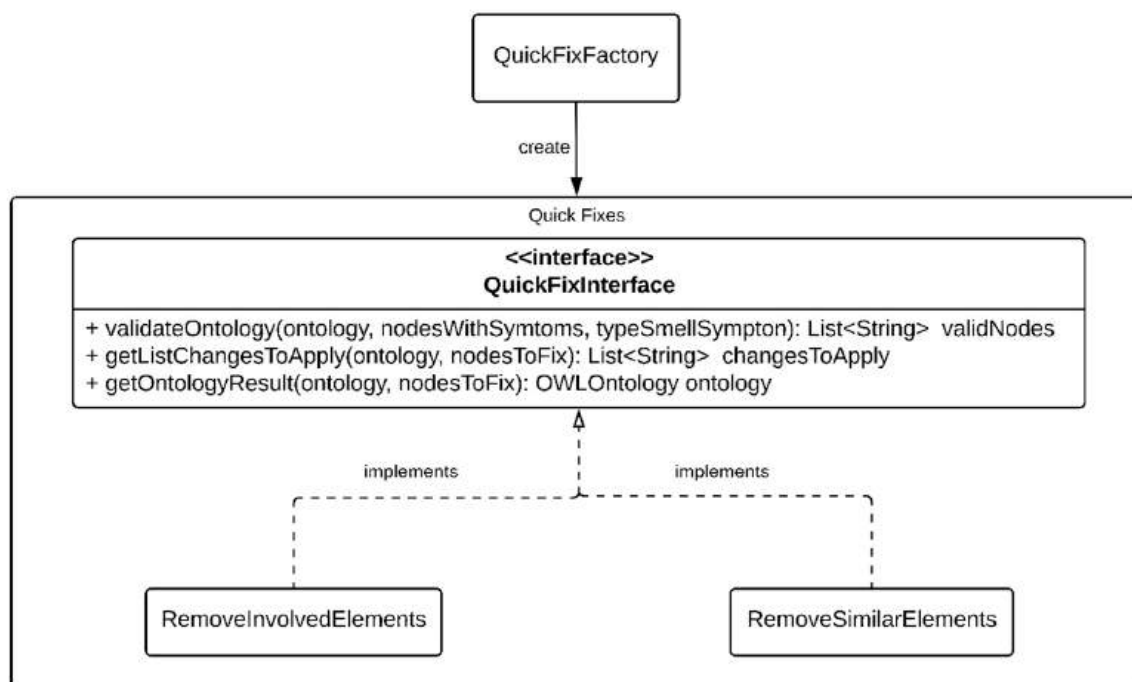 QuickFixFactory
create
Quick Fixes
<<interface>>
QuickFixInterface
+ validateOntology(ontology, nodesWithSymtoms, typeSmellSympton): List<String> validNodes
+ getListChangesToApply(ontology, nodesToFix): List<String> changesToApply
+ getOntologyResult(ontology, nodesToFix): OWLOntology ontology
implements
implements
RemoveInvolvedElements
RemoveSimilarElements